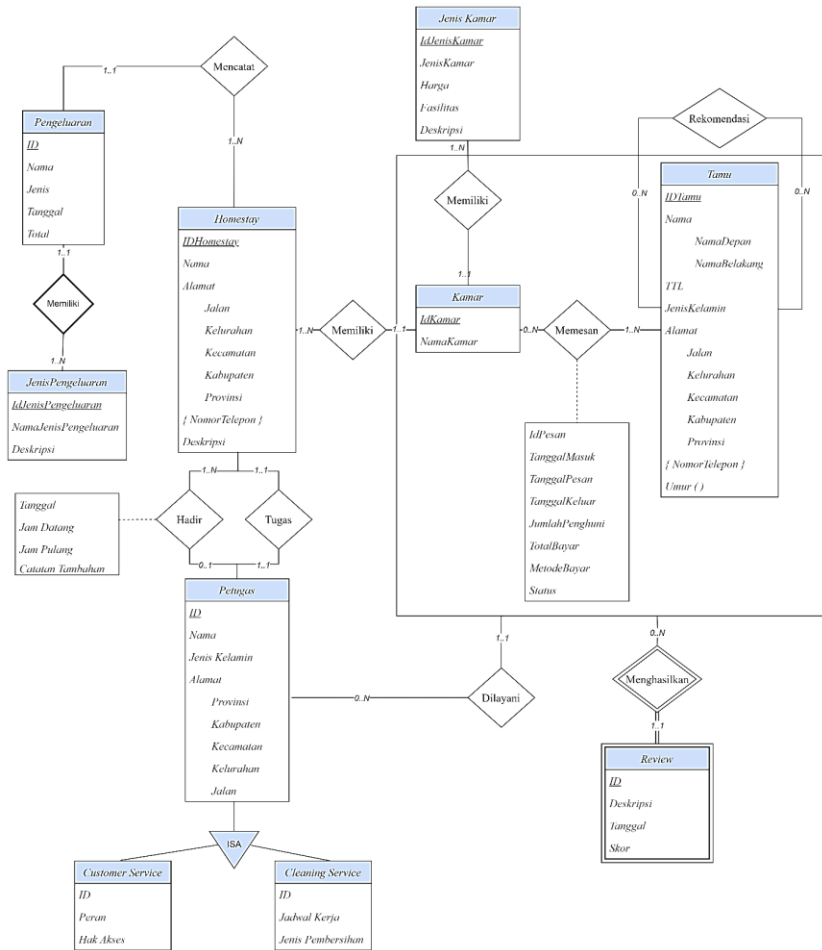 Jenis Kamar
IdJenisKamar
JenisKamar
Harga
Fasilitas
Deskripsi
Mencatat
1..1
1..N
Pengeluaran
ID
Nama
Jenis
Tanggal
Total
1..1
Memiliki
1..N
JenisPengeluaran
IdJenisPengeluaran
NamaJenisPengeluaran
Deskripsi
Homestay
IDHomestay
Nama
Alamat
Jalan
Kelurahan
Kecamatan
Kabupaten
Provinsi
{ NomorTelepon }
Deskripsi
1..N
Memiliki
1..1
1..N
Memiliki
1..1
Kamar
IdKamar
NamaKamar
0..N
Memesan
1..N
Rekomendasi
0..N
0..N
Tamu
IDTamu
Nama
NamaDepan
NamaBelakang
TTL
JenisKelamin
Alamat
Jalan
Kelurahan
Kecamatan
Kabupaten
Provinsi
{ NomorTelepon }
Umur ( )
IdPesan
TanggalMasuk
TanggalPesan
TanggalKeluar
JumlahPenghuni
TotalBayar
MetodeBayar
Status
1..N
1..1
Tanggal
Jam Datang
Jam Pulang
Catatan Tambahan
Hadir
Tugas
0..1
1..1
Petugas
ID
Nama
Jenis Kelamin
Alamat
Provinsi
Kabupaten
Kecamatan
Kelurahan
Jalan
0..N
Dilayani
1..1
0..N
Menghasilkan
1..1
Review
ID
Deskripsi
Tanggal
Skor
ISA
Customer Service
ID
Peran
Hak Akses
Cleaning Service
ID
Jadwal Kerja
Jenis Pembersihan